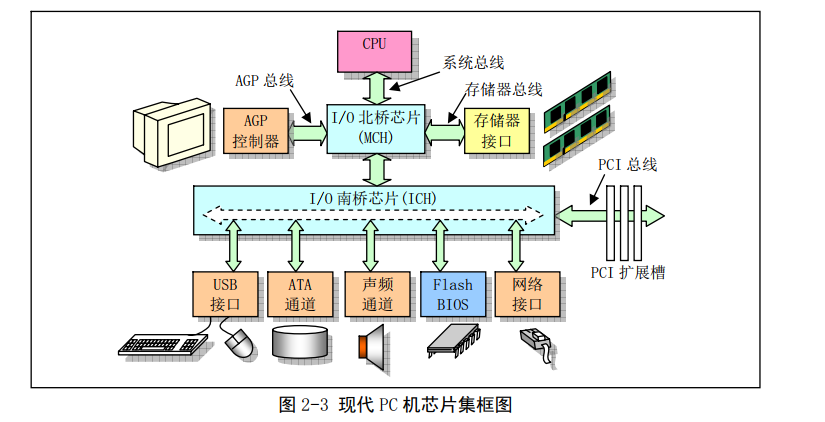 CPU
系统总线
AGP 总线
存储器总线
AGP
控制器
I/O 北桥芯片
(MCH)
存储器
接口
PCI 总线
I/O 南桥芯片(ICH)
PCI 扩展槽
USB
接口
ATA
通道
声频
通道
Flash
BIOS
网络
接口
图 2-3 现代 PC 机芯片集框图